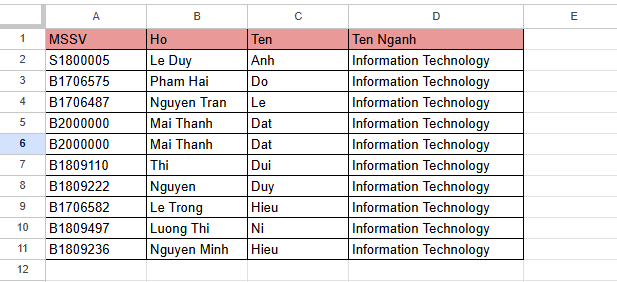 A B C D E
1 MSSV Ho Ten Ten Nganh
2 S1800005 Le Duy Anh Information Technology
3 B1706575 Pham Hai Do Information Technology
4 B1706487 Nguyen Tran Le Information Technology
5 B2000000 Mai Thanh Dat Information Technology
6 B2000000 Mai Thanh Dat Information Technology
7 B1809110 Thi Dui Information Technology
8 B1809222 Nguyen Duy Information Technology
9 B1706582 Le Trong Hieu Information Technology
10 B1809497 Luong Thi Ni Information Technology
11 B1809236 Nguyen Minh Hieu Information Technology
12